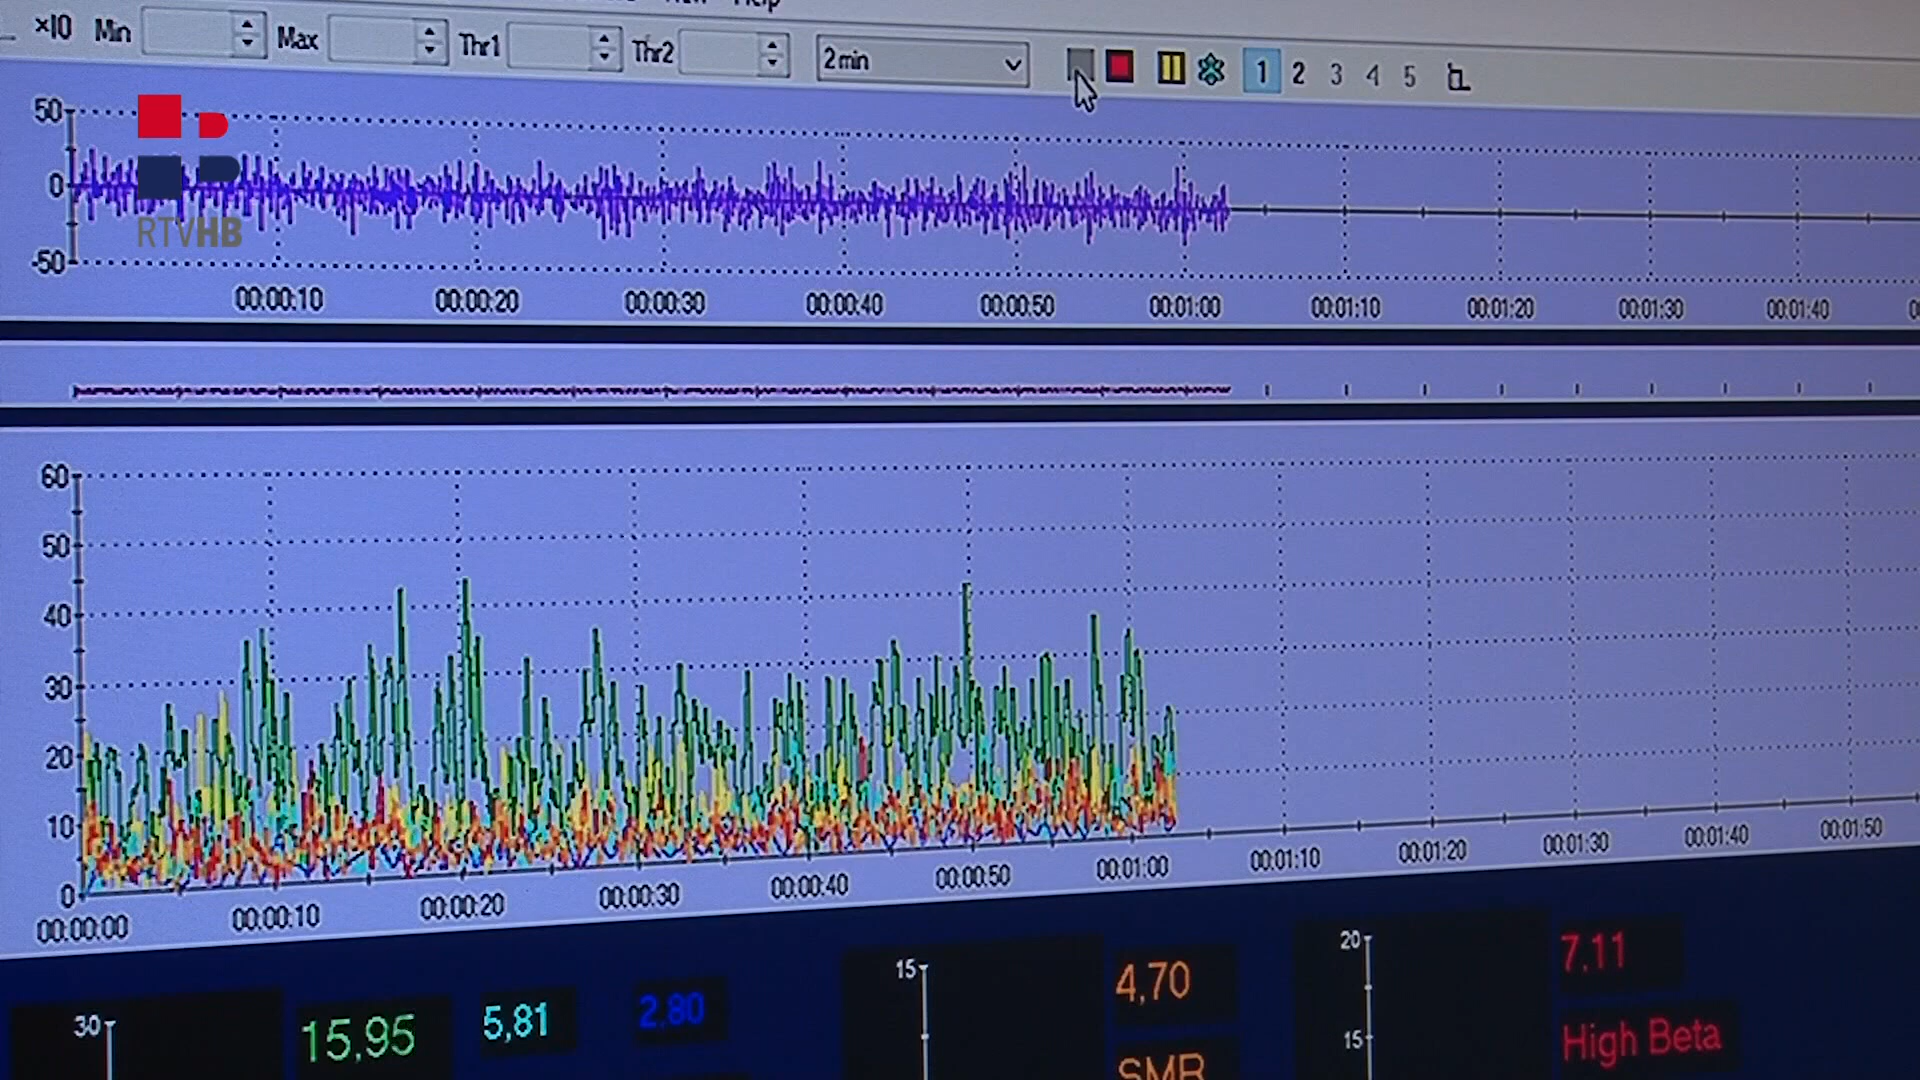 Help
×10 Min Max Thr1 Thr2 2 min 1 2 3 4 5
50
0
-50
00:00:10 00:00:20 00:00:30 00:00:40 00:00:50 00:01:00 00:01:10 00:01:20 00:01:30 00:01:40
RTVHB
60
50
40
30
20
10
0
00:00:00 00:00:10 00:00:20 00:00:30 00:00:40 00:00:50 00:01:00 00:01:10 00:01:20 00:01:30 00:01:40 00:01:50
30 15,95 5,81 2,80 15 4,70 20 7,11
SMR 15 High Beta